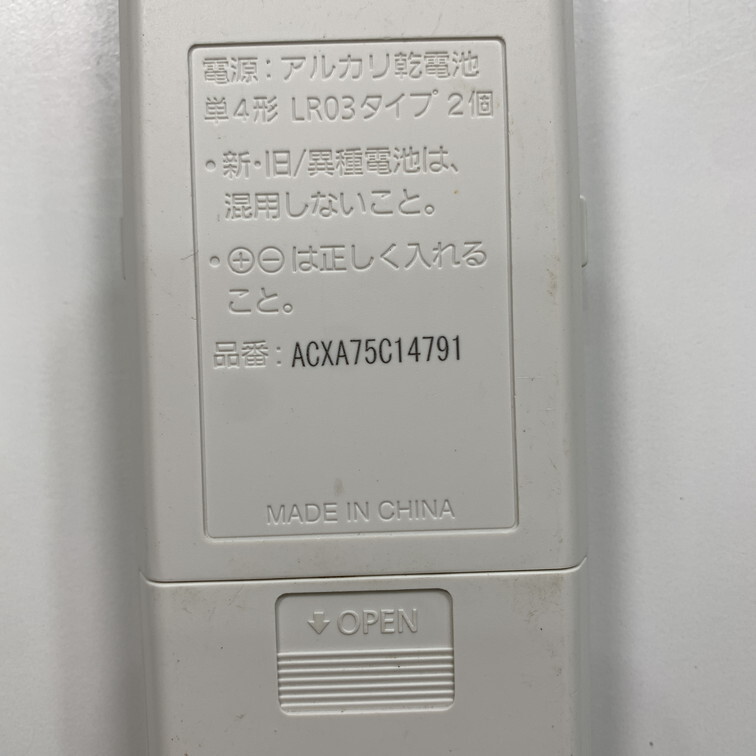 電源：アルカリ乾電池
単4形 LR03タイプ 2個
・新・旧/異種電池は、
混用しないこと。
・⊕⊖は正しく入れる
こと。
品番：ACXA75C14791
MADE IN CHINA
↓OPEN